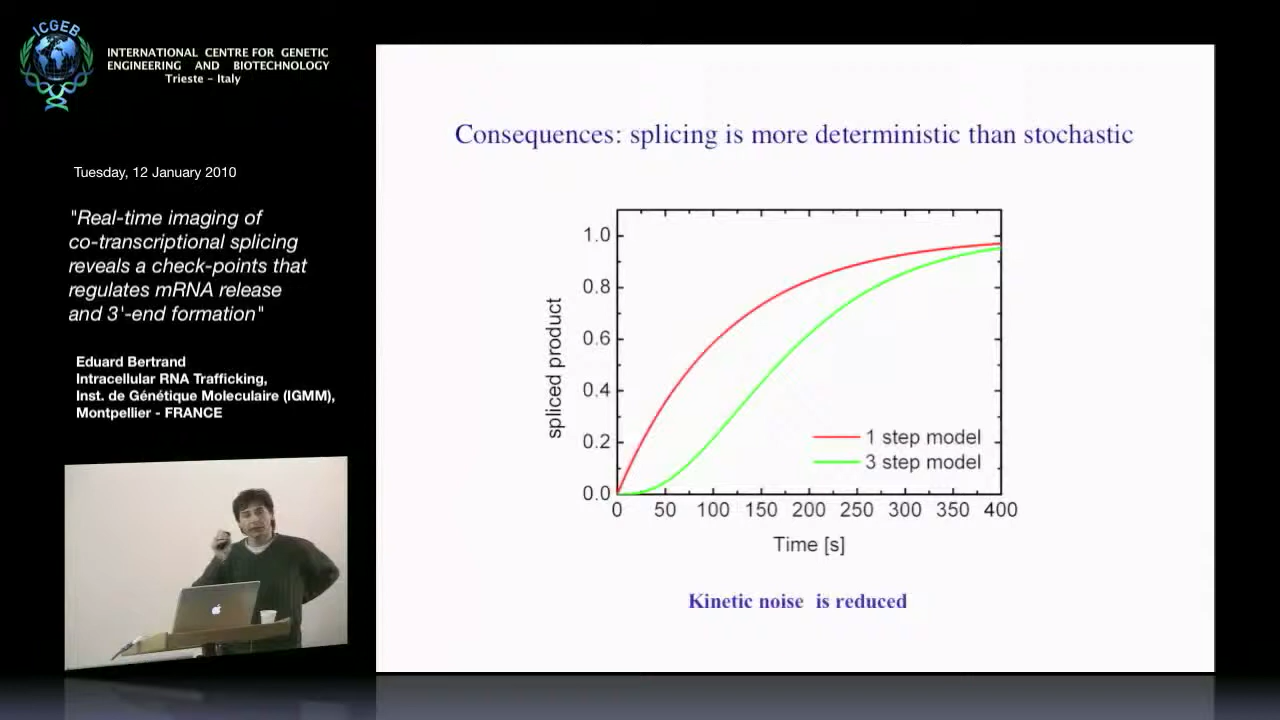 ICGEB
INTERNATIONAL CENTRE FOR GENETIC
ENGINEERING AND BIOTECHNOLOGY
Trieste - Italy
Tuesday, 12 January 2010
"Real-time imaging of
co-transcriptional splicing
reveals a check-points that
regulates mRNA release
and 3'-end formation"
Eduard Bertrand
Intracellular RNA Trafficking,
Inst. de Génétique Moleculaire (IGMM),
Montpellier - FRANCE
Consequences: splicing is more deterministic than stochastic
spliced product
1.0
0.8
0.6
0.4
0.2
0.0
1 step model
3 step model
0 50 100 150 200 250 300 350 400
Time [s]
Kinetic noise is reduced